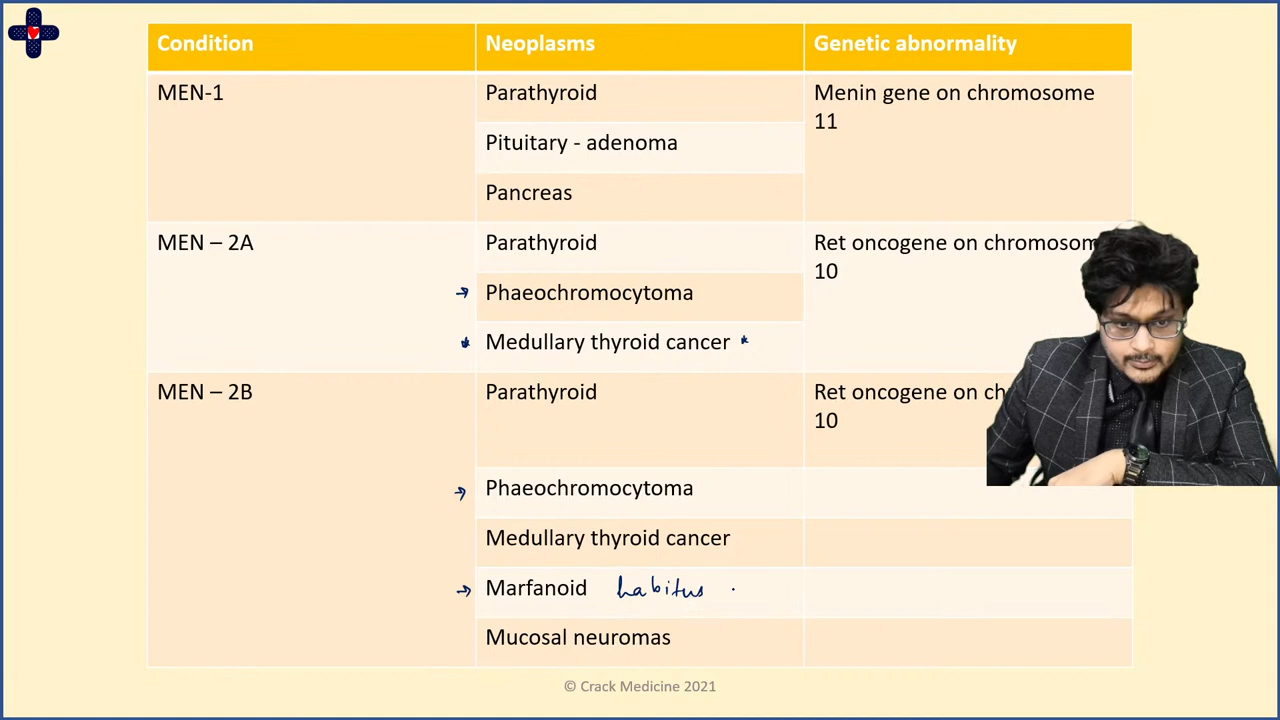 Condition Neoplasms Genetic abnormality
MEN-1 Parathyroid Menin gene on chromosome
11
Pituitary - adenoma
Pancreas
MEN – 2A Parathyroid Ret oncogene on chromosom
10
Phaeochromocytoma
Medullary thyroid cancer
MEN – 2B Parathyroid Ret oncogene on ch
10
Phaeochromocytoma
Medullary thyroid cancer
Marfanoid habitus
Mucosal neuromas
© Crack Medicine 2021